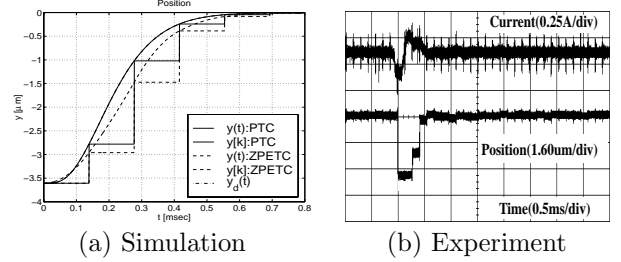 Position
0
-0.5
-1
-1.5
-2
-2.5
-3
-3.5
-4
y [μ m]
0 0.1 0.2 0.3 0.4 0.5 0.6 0.7 0.8
t [msec]
y(t):PTC
y[k]:PTC
y(t):ZPETC
y[k]:ZPETC
y_d(t)
(a) Simulation
Current(0.25A/div)
Position(1.60um/div)
Time(0.5ms/div)
(b) Experiment